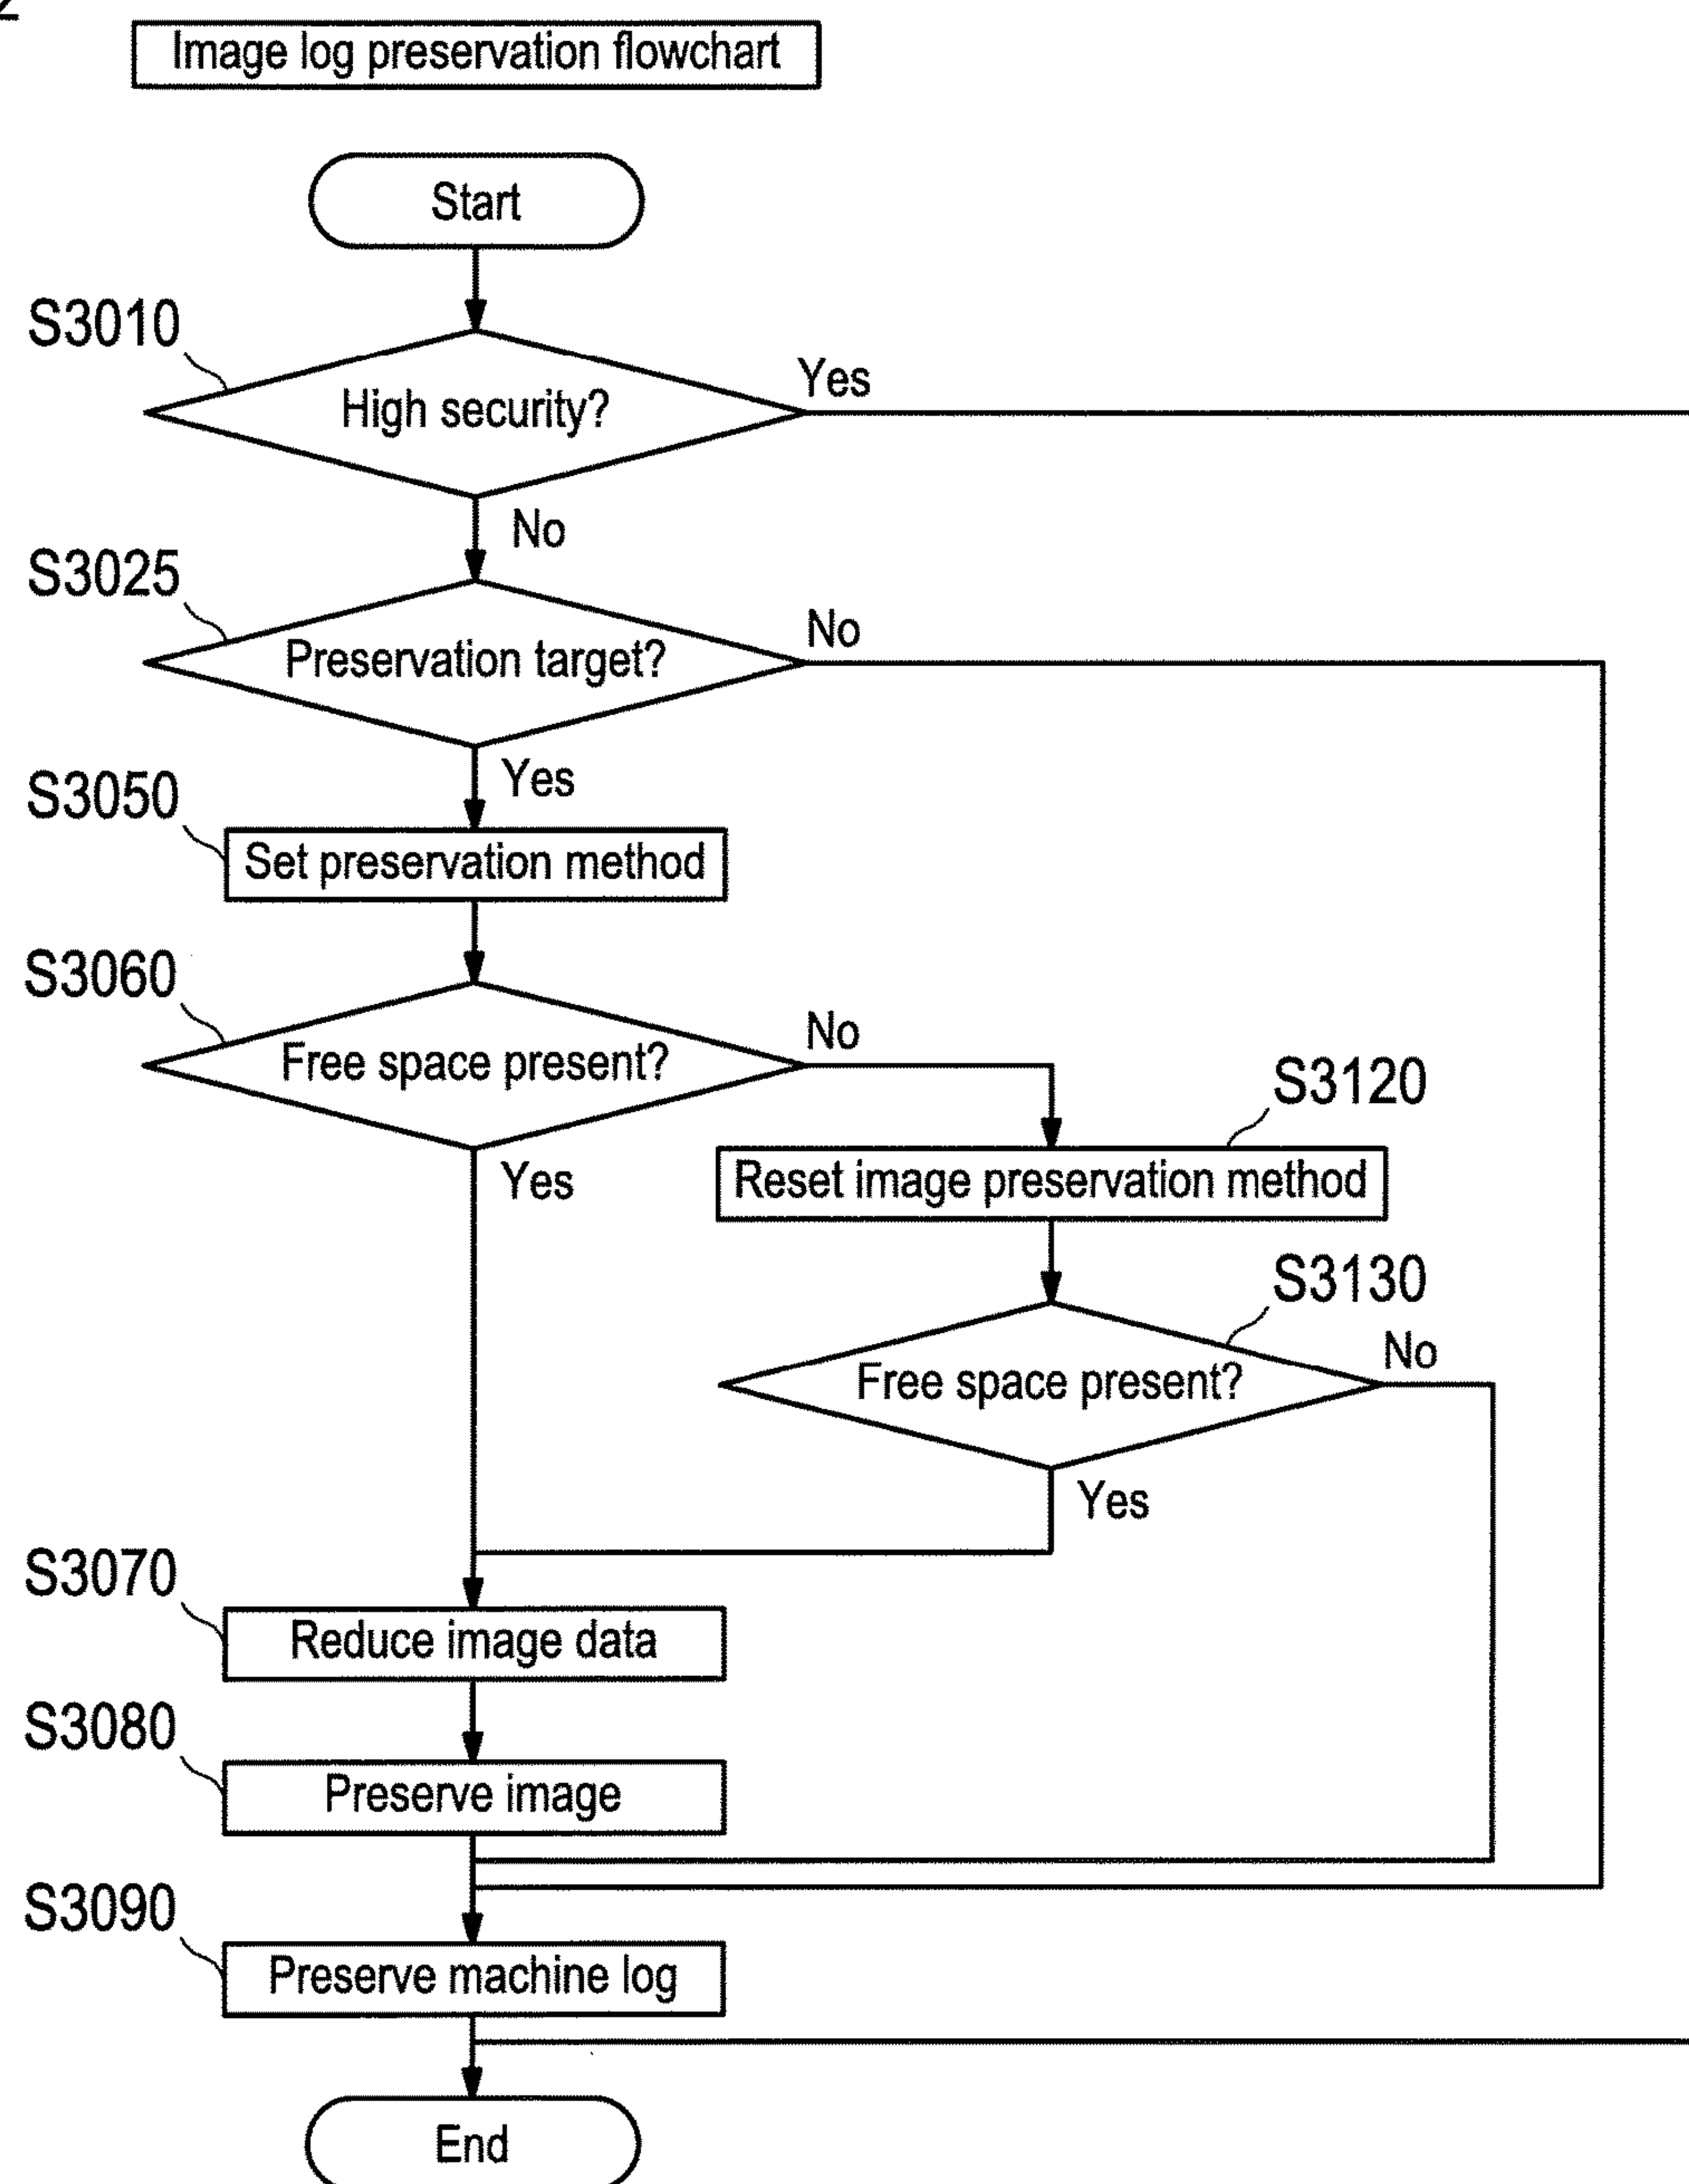 Image log preservation flowchart
Start
S3010
High security?
Yes
No
S3025
Preservation target?
No
Yes
S3050
Set preservation method
S3060
Free space present?
No
Yes
S3120
Reset image preservation method
S3130
Free space present?
No
Yes
S3070
Reduce image data
S3080
Preserve image
S3090
Preserve machine log
End